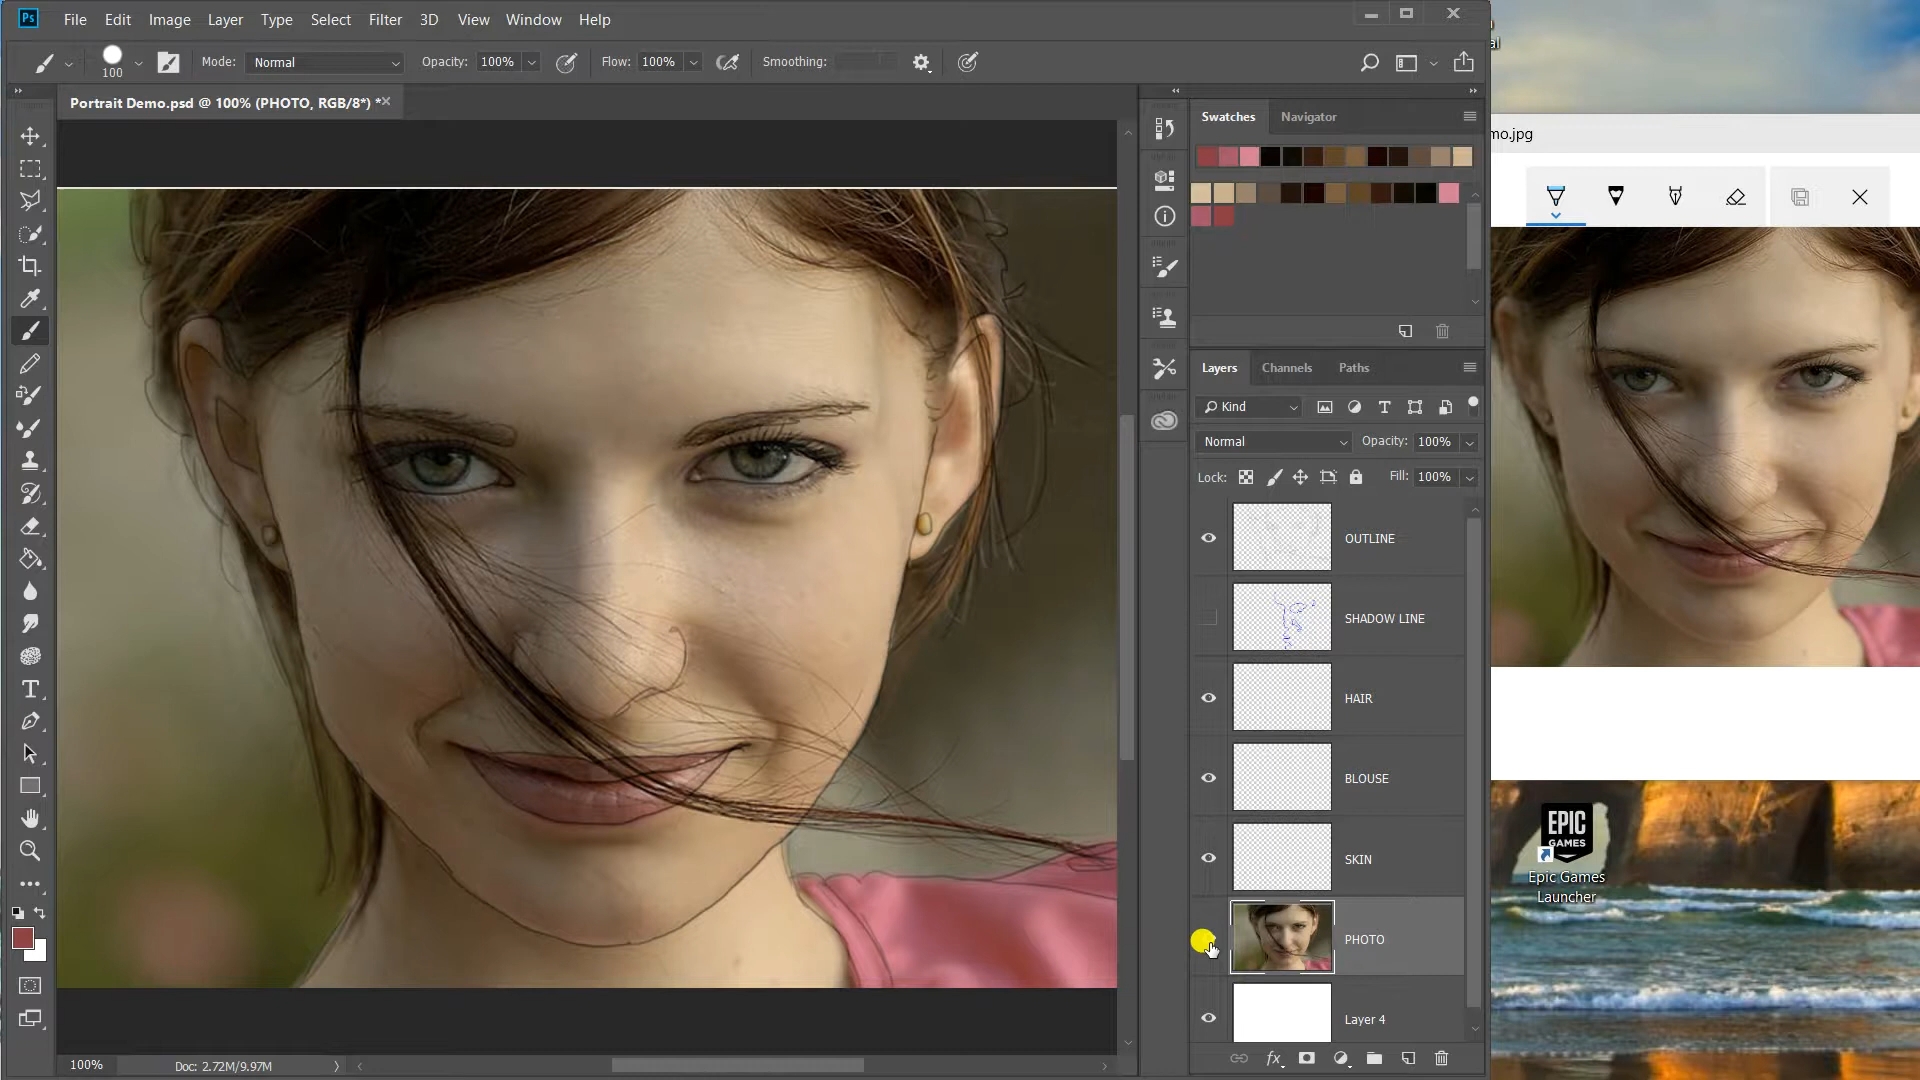 Ps File Edit Image Layer Type Select Filter 3D View Window Help
100 Mode: Normal Opacity: 100% Flow: 100% Smoothing:
Portrait Demo.psd @ 100% (PHOTO, RGB/8*) *
Swatches Navigator
Layers Channels Paths
Kind
Normal Opacity: 100%
Lock: Fill: 100%
OUTLINE
SHADOW LINE
HAIR
BLOUSE
SKIN
PHOTO
Layer 4
100% Doc: 2.72M/9.97M
al
mo.jpg
EPIC
GAMES
Epic Games
Launcher